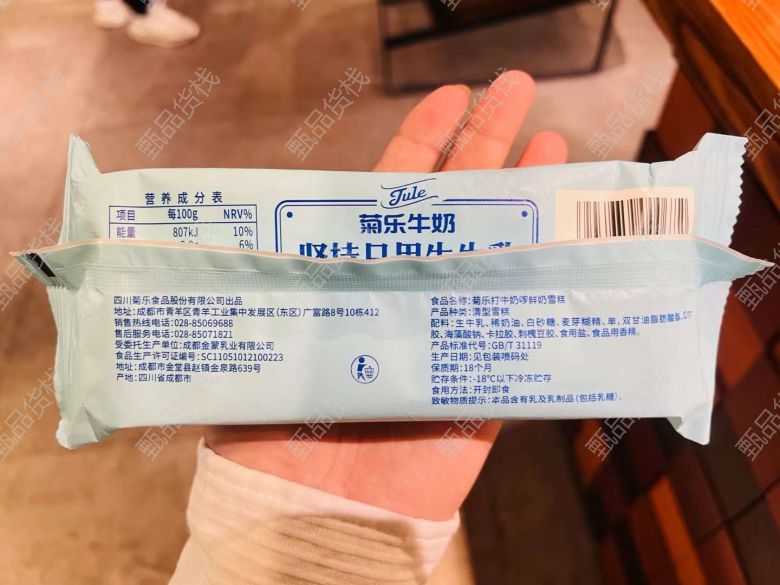 营养成分表
项目 每100g NRV%
能量 807kJ 10%
6%
Jule
菊乐牛奶
坚持只用生牛乳
四川菊乐食品股份有限公司出品
地址:成都市青羊区青羊工业集中发展区(东区)广富路8号10栋412
销售热线电话:028-85069688
售后服务电话:028-85071821
受委托生产单位:成都金蒙乳业有限公司
食品生产许可证编号:SC11051012100223
地址:成都市金堂县赵镇金泉路639号
产地:四川省成都市
食品名称:菊乐打牛奶啰鲜奶雪糕
产品种类:清型雪糕
配料:生牛乳、稀奶油、白砂糖、麦芽糊精、单,双甘油脂肪酸酯、
胶、海藻酸钠、卡拉胶、刺槐豆胶、食用盐、食品用香精。
产品标准代号:GB/T 31119
生产日期:见包装喷码处
保质期:18个月
贮存条件:-18℃以下冷冻贮存
食用方法:开封即食
致敏物质提示:本品含有乳及乳制品(包括乳糖)。
甄品货栈